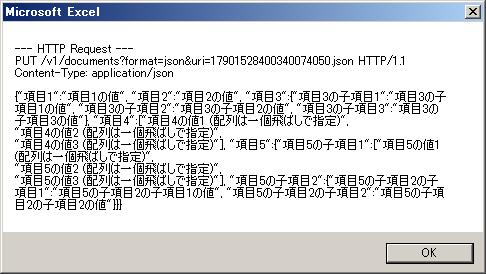 Microsoft Excel
--- HTTP Request ---
PUT /v1/documents?format=json&uri=17901528400340074050.json HTTP/1.1
Content-Type: application/json
{"項目1":"項目1の値", "項目2":"項目2の値", "項目3":{"項目3の子項目1":"項目3の子項
目1の値", "項目3の子項目2":"項目3の子項目2の値", "項目3の子項目3":"項目3の
子項目3の値"}, "項目4":["項目4の値1 (配列は一個飛ばしで指定)",
"項目4の値2 (配列は一個飛ばしで指定)",
"項目4の値3 (配列は一個飛ばしで指定)"], "項目5":{"項目5の子項目1":["項目5の値1
(配列は一個飛ばしで指定)",
"項目5の値2 (配列は一個飛ばしで指定)",
"項目5の値3 (配列は一個飛ばしで指定)"], "項目5の子項目2":{"項目5の子項目2の子
項目1":"項目5の子項目2の子項目1の値", "項目5の子項目2の子項目2":"項目5の子項
目2の子項目2の値"}}}
OK